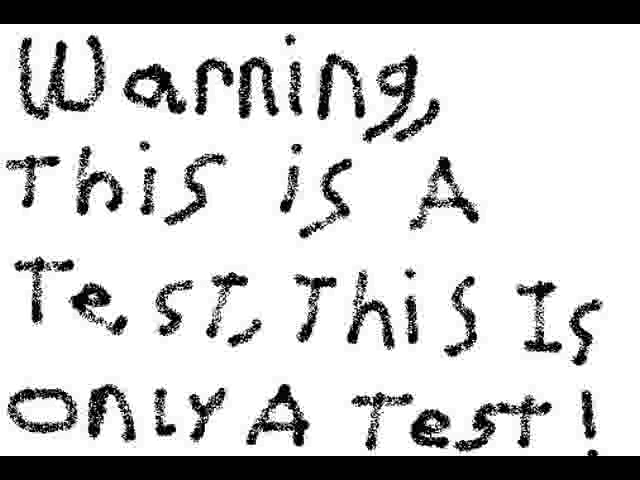 Warning,
This is A
Test, This Is
Only A Test!